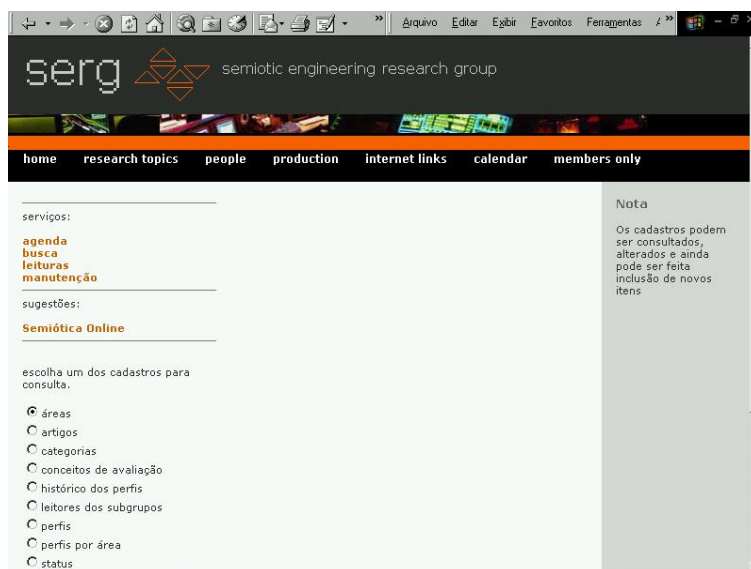 Arquivo Editar Exibir Favoritos Ferramentas
serg semiotic engineering research group
home research topics people production internet links calendar members only
serviços:
agenda
busca
leituras
manutenção
sugestões:
Semiótica Online
escolha um dos cadastros para
consulta.
áreas
artigos
categorias
conceitos de avaliação
histórico dos perfis
leitores dos subgrupos
perfis
perfis por área
status
Nota
Os cadastros podem
ser consultados,
alterados e ainda
pode ser feita
inclusão de novos
itens